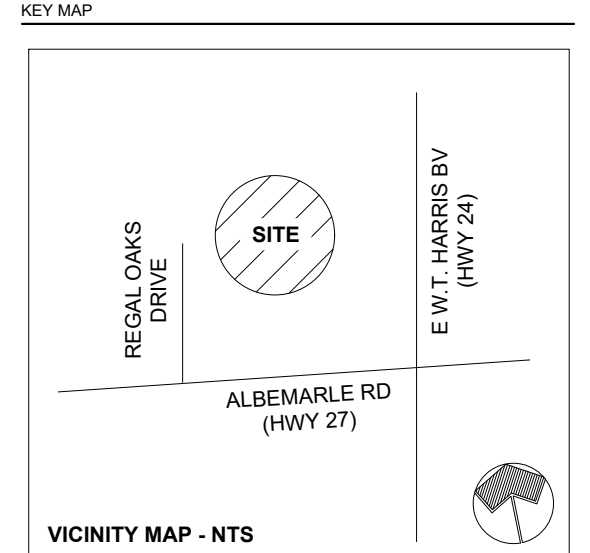 KEY MAP
SITE
REGAL OAKS
DRIVE
E W.T. HARRIS BV
(HWY 24)
ALBEMARLE RD
(HWY 27)
VICINITY MAP - NTS